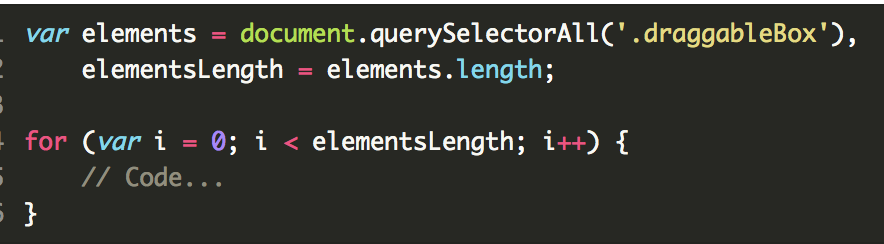 var elements = document.querySelectorAll('.draggableBox'),
    elementsLength = elements.length;

for (var i = 0; i < elementsLength; i++) {
    // Code...
}